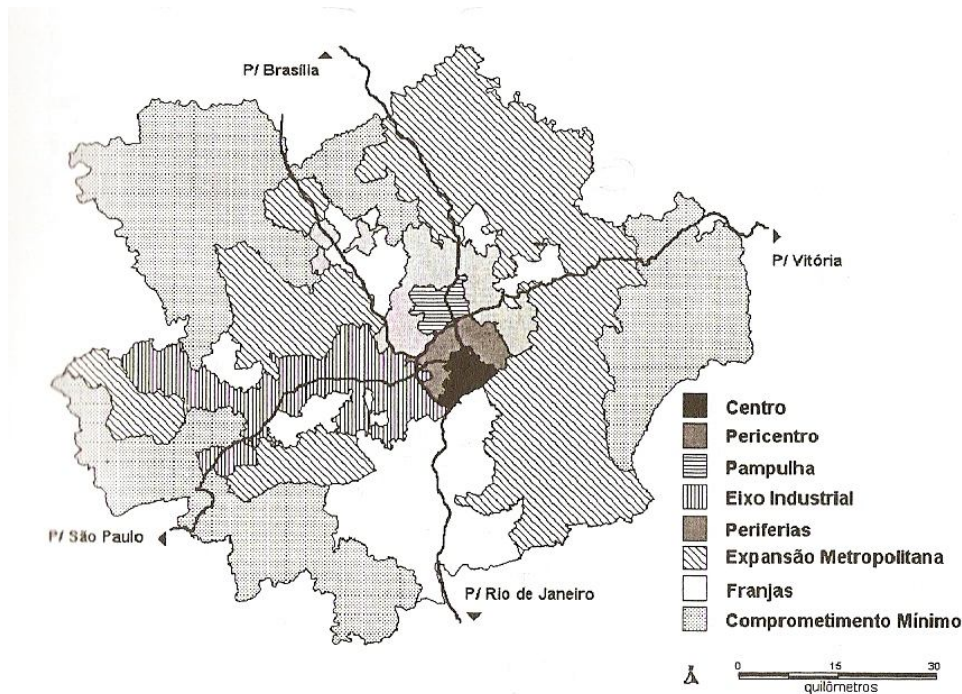 P/ Brasília
P/ Vitória
P/ São Paulo
P/ Rio de Janeiro
Centro
Pericentro
Pampulha
Eixo Industrial
Periferias
Expansão Metropolitana
Franjas
Comprometimento Mínimo
0 15 30
quilômetros